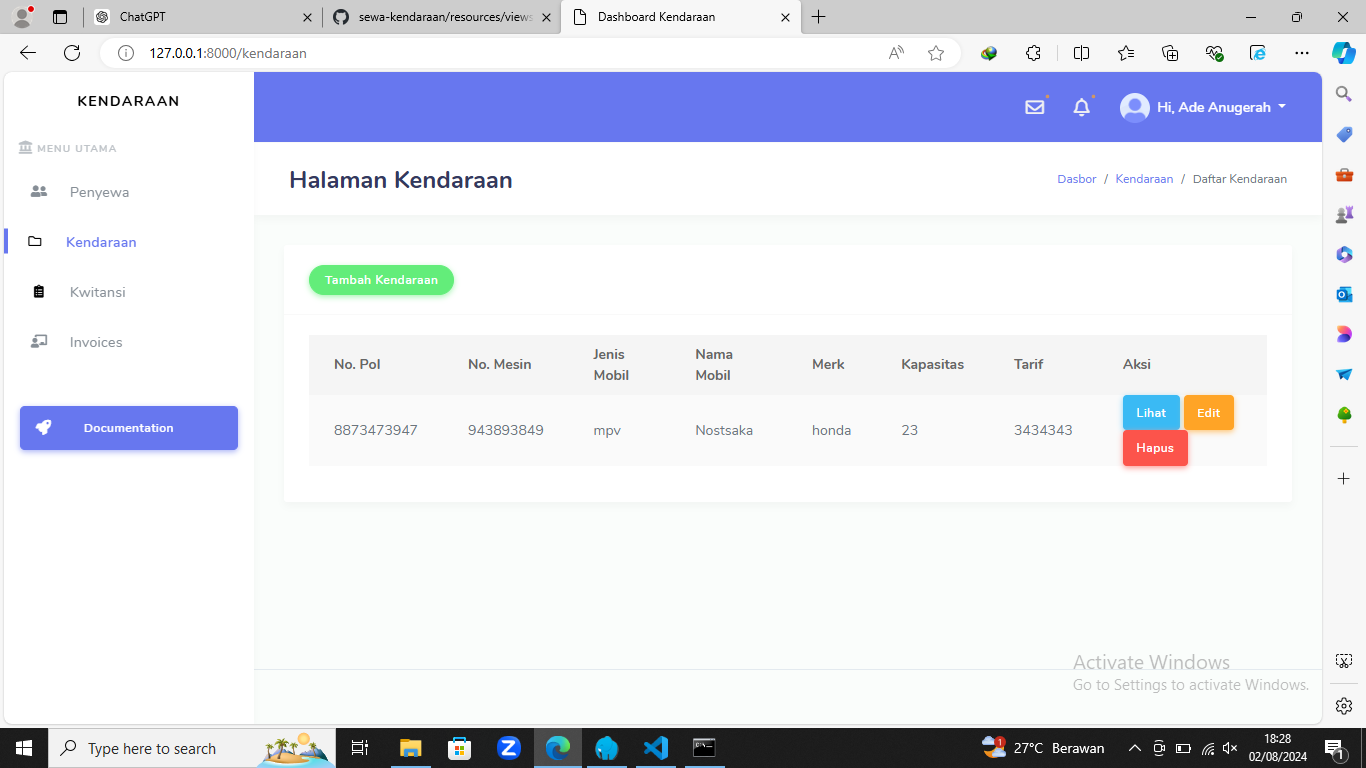 ChatGPT
sewa-kendaraan/resources/views
Dashboard Kendaraan
127.0.0.1:8000/kendaraan
KENDARAAN
MENU UTAMA
Penyewa
Kendaraan
Kwitansi
Invoices
Documentation
Hi, Ade Anugerah
Halaman Kendaraan
Dasbor / Kendaraan / Daftar Kendaraan
Tambah Kendaraan
No. Pol No. Mesin Jenis Mobil Nama Mobil Merk Kapasitas Tarif Aksi
8873473947 943893849 mpv Nostsaka honda 23 3434343 Lihat Edit
Hapus
Activate Windows
Go to Settings to activate Windows.
Type here to search
27°C Berawan
18:28
02/08/2024
1
1